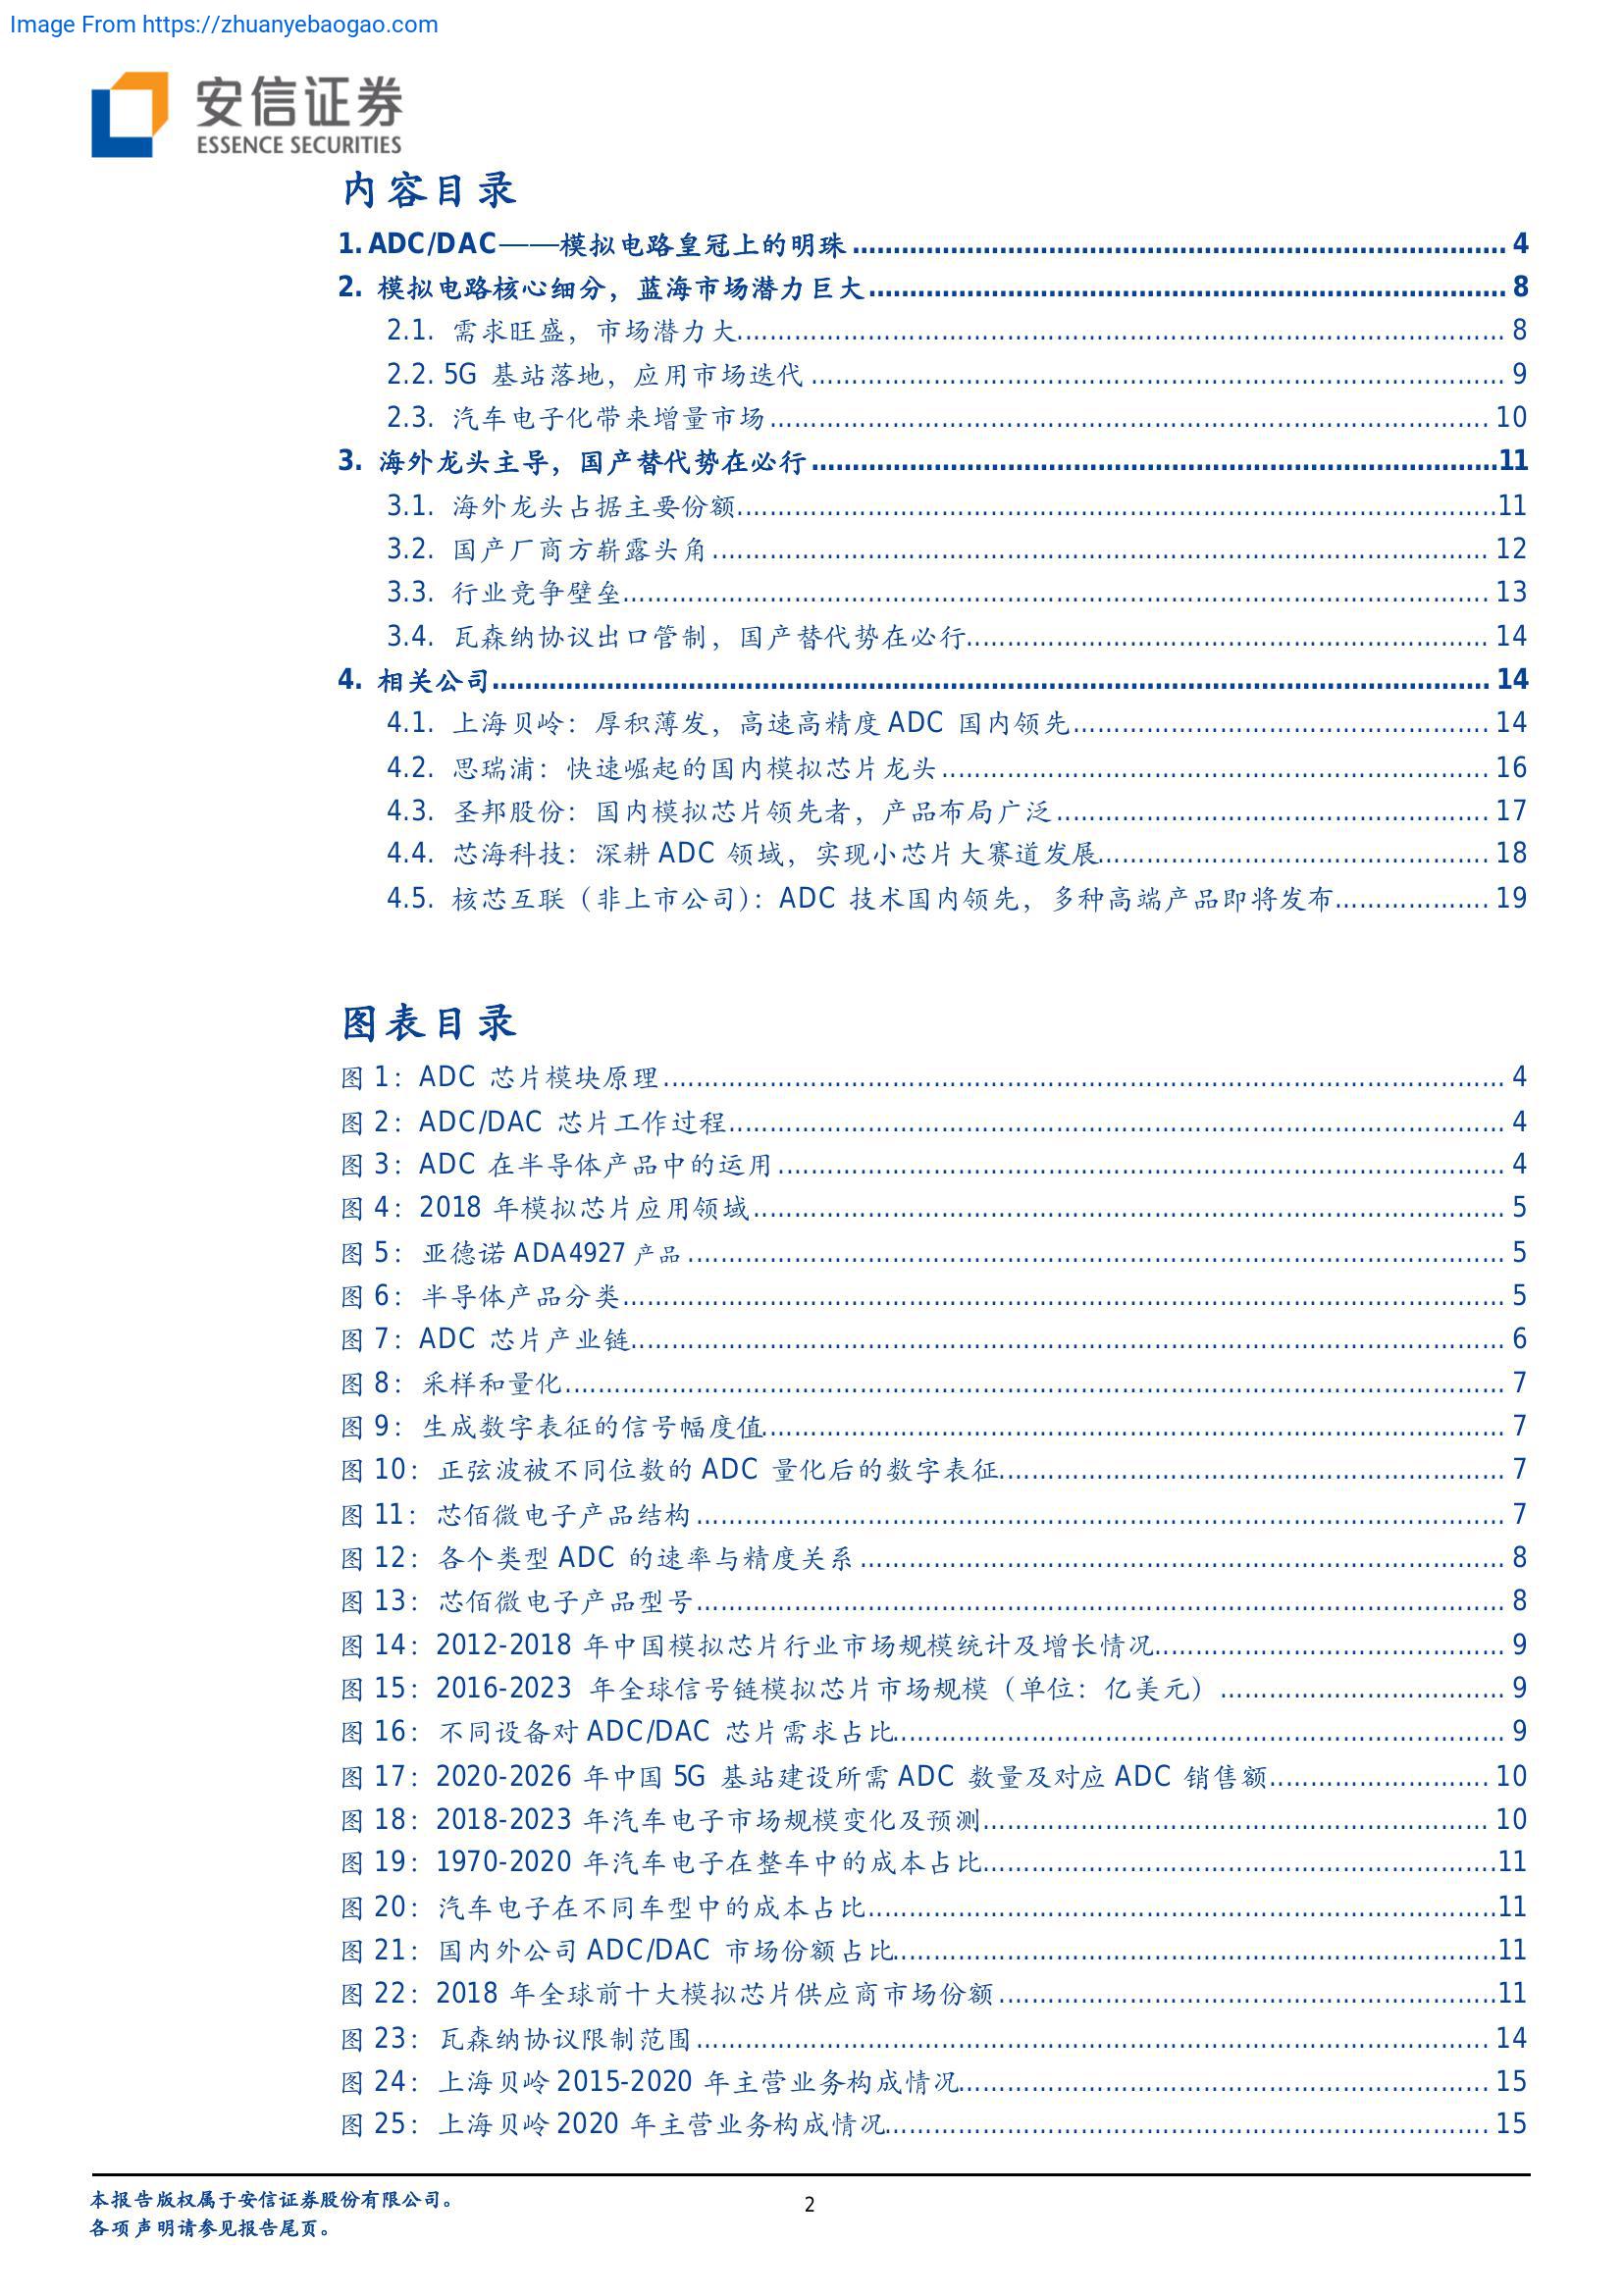 Image From https://zhuanyebaogao.com
安信证券
ESSENCE SECURITIES
内容目录
1. ADC/DAC——模拟电路皇冠上的明珠 ........ 4
2. 模拟电路核心细分，蓝海市场潜力巨大 ........ 8
2.1. 需求旺盛，市场潜力大 ........ 8
2.2. 5G 基站落地，应用市场迭代 ........ 9
2.3. 汽车电子化带来增量市场 ........ 10
3. 海外龙头主导，国产替代势在必行 ........ 11
3.1. 海外龙头占据主要份额 ........ 11
3.2. 国产厂商方崭露头角 ........ 12
3.3. 行业竞争壁垒 ........ 13
3.4. 瓦森纳协议出口管制，国产替代势在必行 ........ 14
4. 相关公司 ........ 14
4.1. 上海贝岭：厚积薄发，高速高精度 ADC 国内领先 ........ 14
4.2. 思瑞浦：快速崛起的国内模拟芯片龙头 ........ 16
4.3. 圣邦股份：国内模拟芯片领先者，产品布局广泛 ........ 17
4.4. 芯海科技：深耕 ADC 领域，实现小芯片大赛道发展 ........ 18
4.5. 核芯互联（非上市公司）：ADC 技术国内领先，多种高端产品即将发布 ........ 19
图表目录
图 1：ADC 芯片模块原理 ........ 4
图 2：ADC/DAC 芯片工作过程 ........ 4
图 3：ADC 在半导体产品中的运用 ........ 4
图 4：2018 年模拟芯片应用领域 ........ 5
图 5：亚德诺 ADA4927 产品 ........ 5
图 6：半导体产品分类 ........ 5
图 7：ADC 芯片产业链 ........ 6
图 8：采样和量化 ........ 7
图 9：生成数字表征的信号幅度值 ........ 7
图 10：正弦波被不同位数的 ADC 量化后的数字表征 ........ 7
图 11：芯佰微电子产品结构 ........ 7
图 12：各个类型 ADC 的速率与精度关系 ........ 8
图 13：芯佰微电子产品型号 ........ 8
图 14：2012-2018 年中国模拟芯片行业市场规模统计及增长情况 ........ 9
图 15：2016-2023 年全球信号链模拟芯片市场规模（单位：亿美元） ........ 9
图 16：不同设备对 ADC/DAC 芯片需求占比 ........ 9
图 17：2020-2026 年中国 5G 基站建设所需 ADC 数量及对应 ADC 销售额 ........ 10
图 18：2018-2023 年汽车电子市场规模变化及预测 ........ 10
图 19：1970-2020 年汽车电子在整车中的成本占比 ........ 11
图 20：汽车电子在不同车型中的成本占比 ........ 11
图 21：国内外公司 ADC/DAC 市场份额占比 ........ 11
图 22：2018 年全球前十大模拟芯片供应商市场份额 ........ 11
图 23：瓦森纳协议限制范围 ........ 14
图 24：上海贝岭 2015-2020 年主营业务构成情况 ........ 15
图 25：上海贝岭 2020 年主营业务构成情况 ........ 15
本报告版权属于安信证券股份有限公司。
2
各项声明请参见报告尾页。